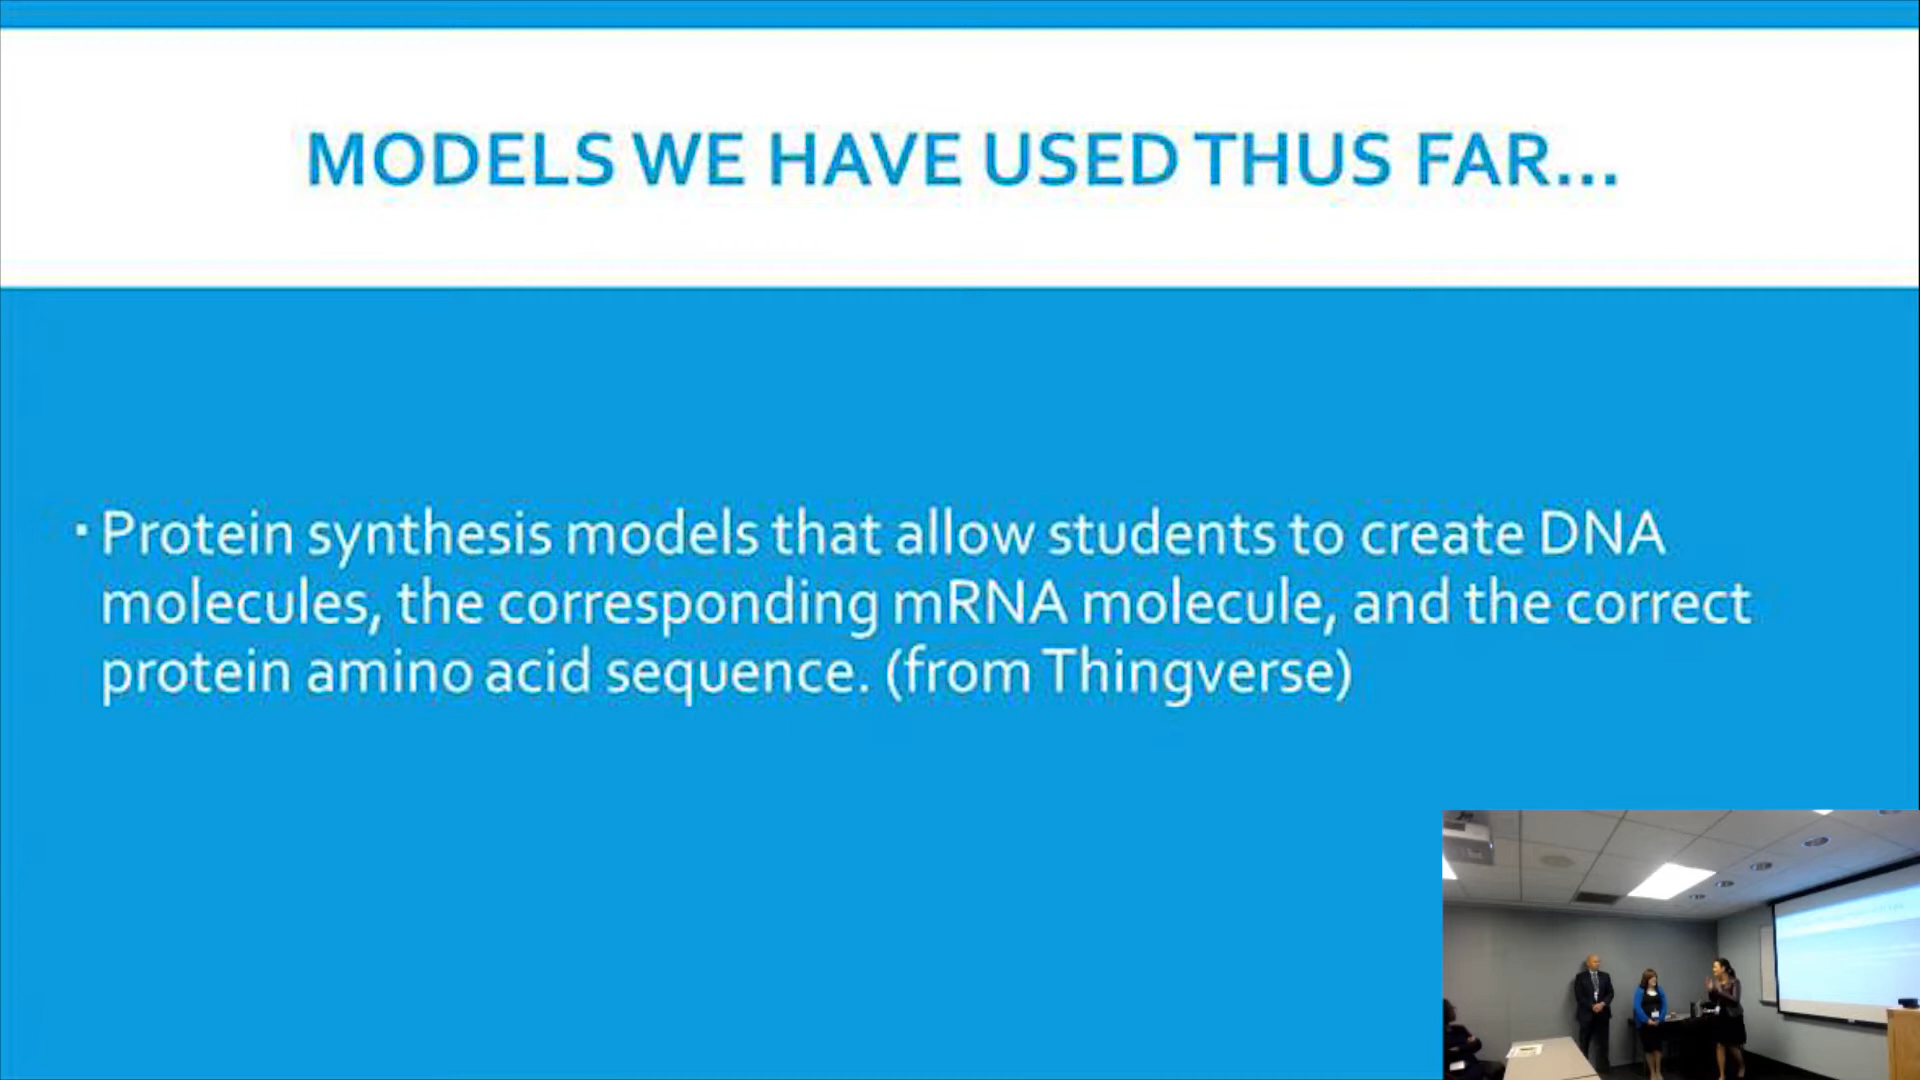 MODELS WE HAVE USED THUS FAR...
▪ Protein synthesis models that allow students to create DNA
molecules, the corresponding mRNA molecule, and the correct
protein amino acid sequence. (from Thingverse)